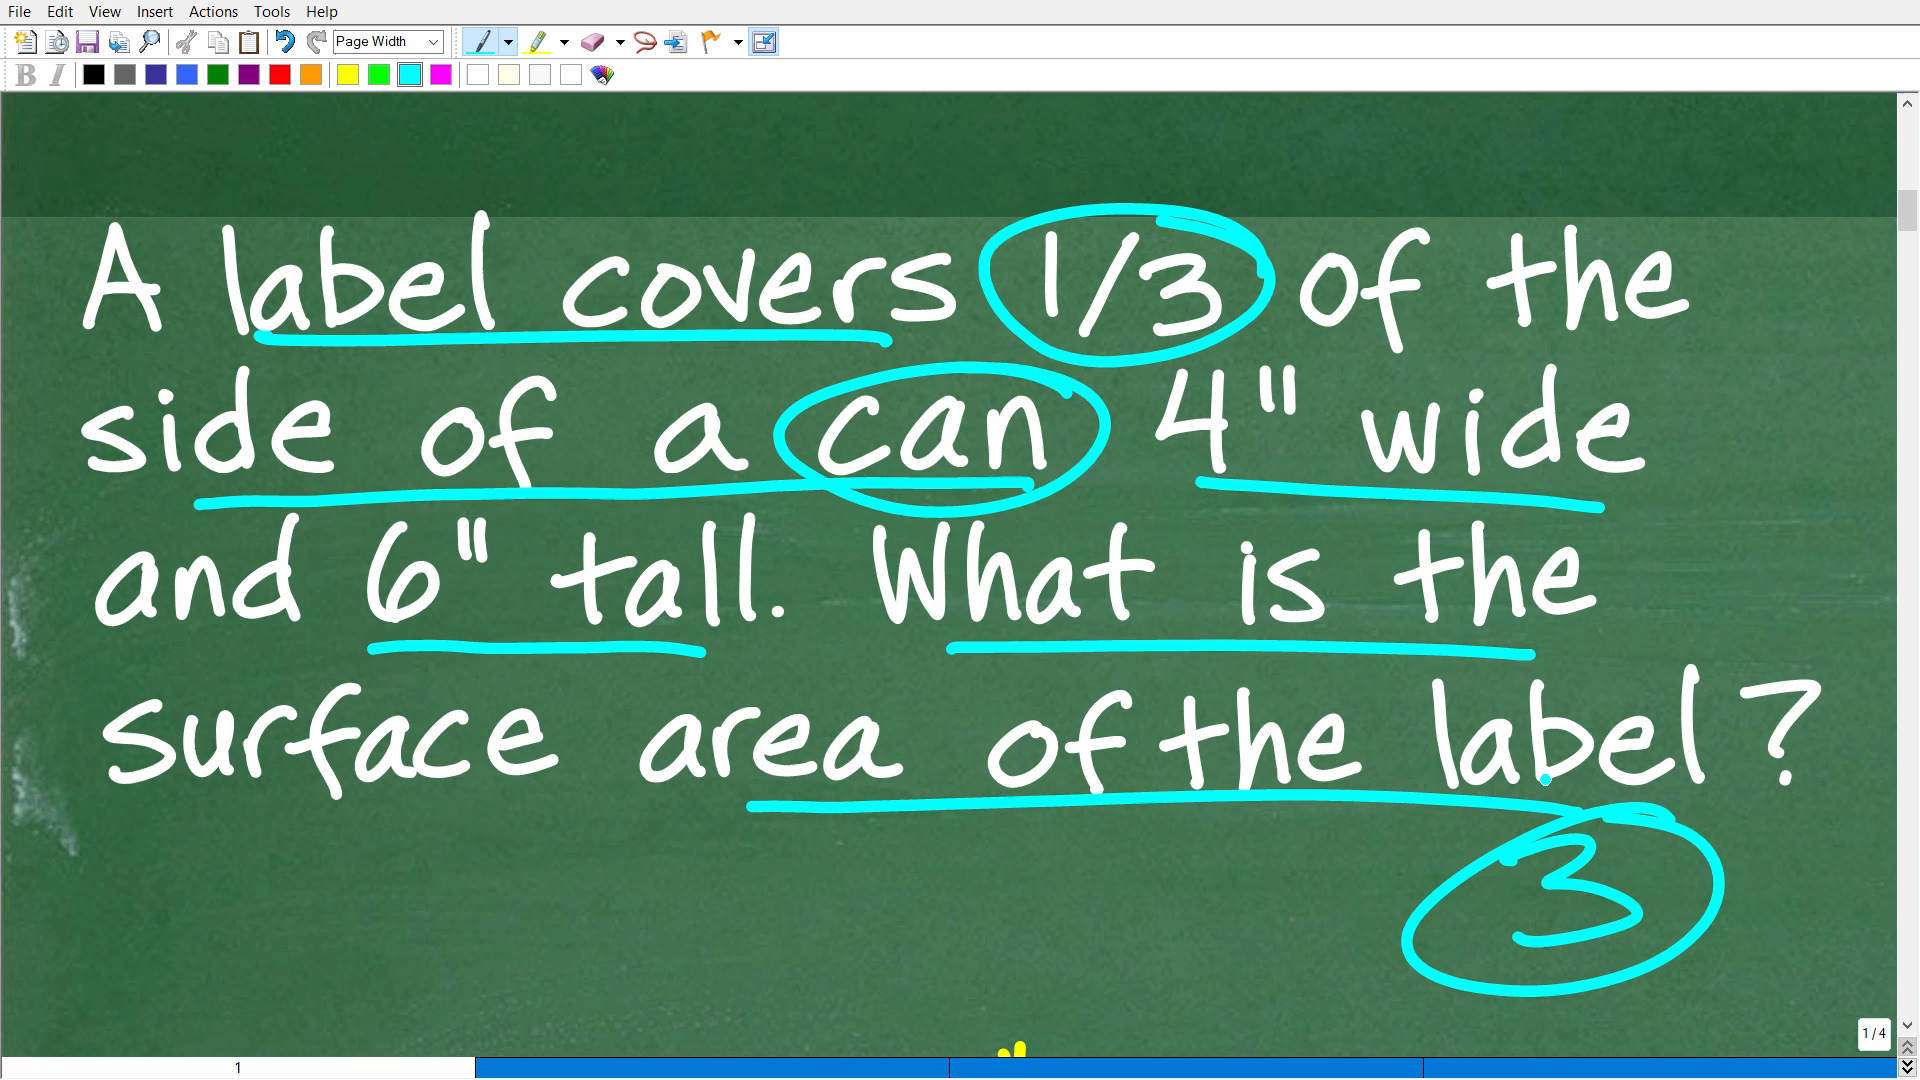 File Edit View Insert Actions Tools Help
Page Width
B I
A label covers 1/3 of the
side of a can 4" wide
and 6" tall. What is the
surface area of the label?
3
1 / 4
1